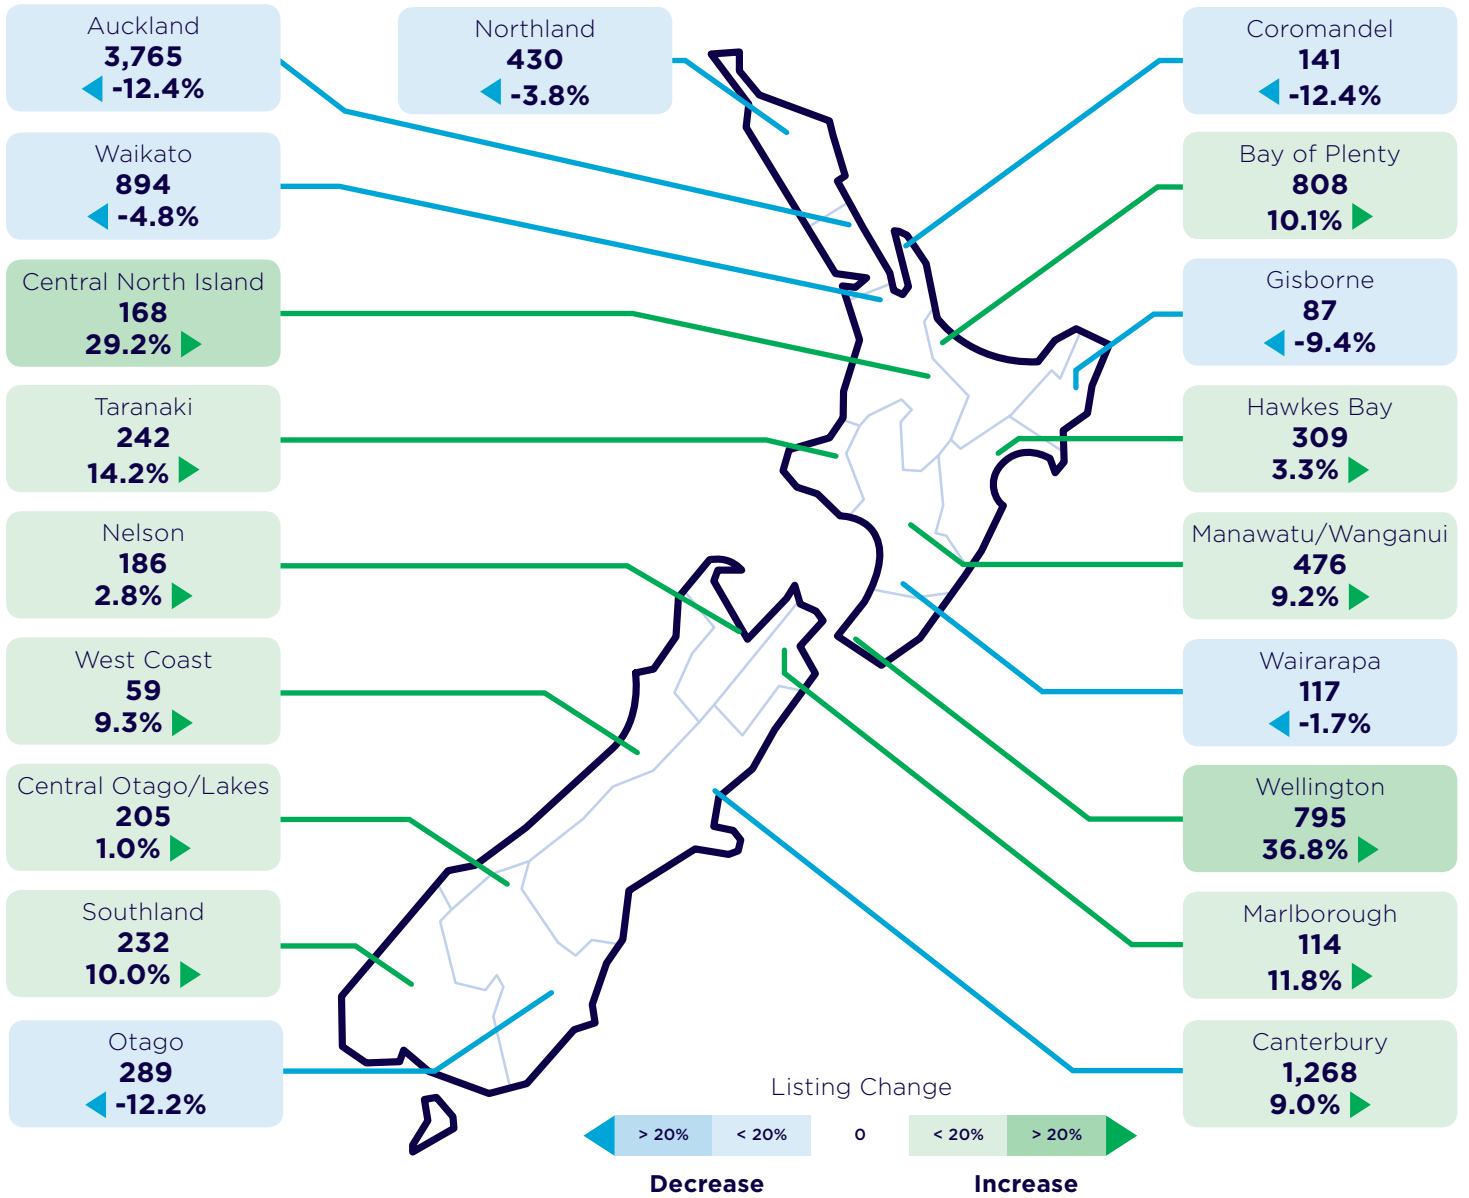 Auckland
3,765
-12.4%
Northland
430
-3.8%
Coromandel
141
-12.4%
Waikato
894
-4.8%
Bay of Plenty
808
10.1%
Central North Island
168
29.2%
Gisborne
87
-9.4%
Taranaki
242
14.2%
Hawkes Bay
309
3.3%
Nelson
186
2.8%
Manawatu/Wanganui
476
9.2%
West Coast
59
9.3%
Wairarapa
117
-1.7%
Central Otago/Lakes
205
1.0%
Wellington
795
36.8%
Southland
232
10.0%
Marlborough
114
11.8%
Otago
289
-12.2%
Canterbury
1,268
9.0%
Listing Change
> 20% < 20% 0 < 20% > 20%
Decrease Increase